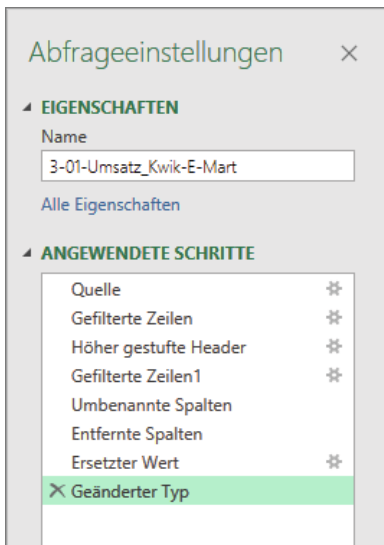 Abfrageeinstellungen
EIGENSCHAFTEN
Name
3-01-Umsatz_Kwik-E-Mart
Alle Eigenschaften
ANGEWENDETE SCHRITTE
Quelle
Gefilterte Zeilen
Höher gestufte Header
Gefilterte Zeilen1
Umbenannte Spalten
Entfernte Spalten
Ersetzter Wert
Geänderter Typ